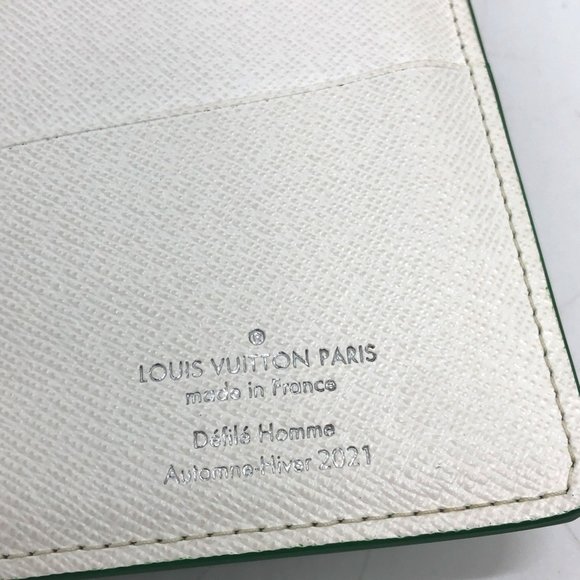 ®
LOUIS VUITTON PARIS
made in France
Défilé Homme
Automne-Hiver 2021